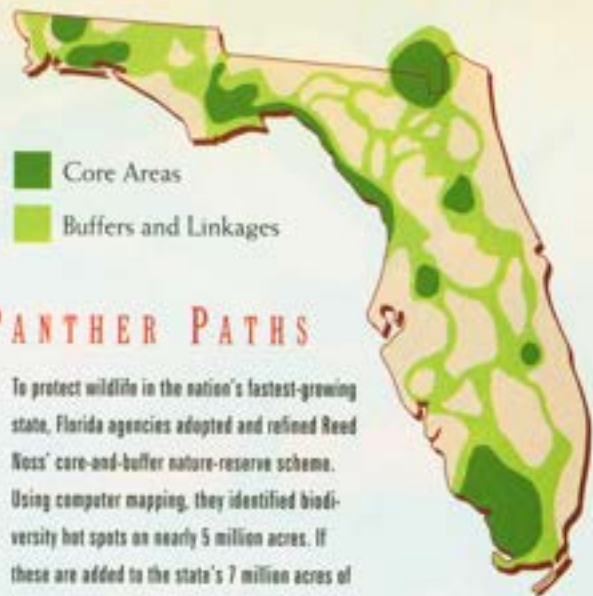 Core Areas
Buffers and Linkages
PANTHER PATHS
To protect wildlife in the nation's fastest-growing
state, Florida agencies adopted and refined Reed
Noss' core-and-buffer nature-reserve scheme.
Using computer mapping, they identified biodi-
versity hot spots on nearly 5 million acres. If
these are added to the state's 7 million acres of